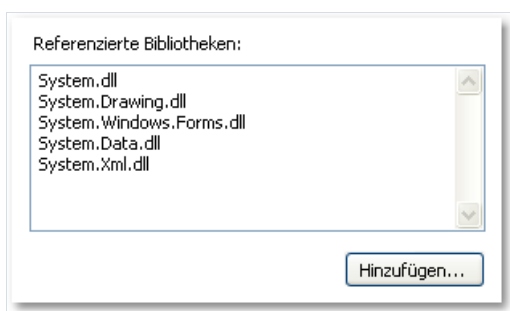 Referenzierte Bibliotheken:
System.dll
System.Drawing.dll
System.Windows.Forms.dll
System.Data.dll
System.Xml.dll
Hinzufügen...